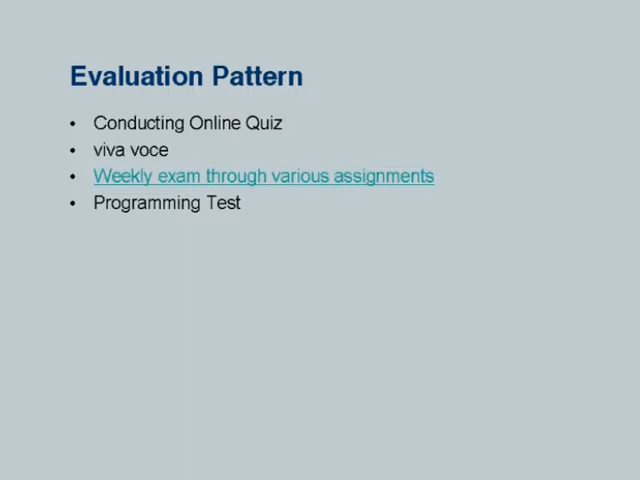 Evaluation Pattern
• Conducting Online Quiz
• viva voce
• Weekly exam through various assignments
• Programming Test